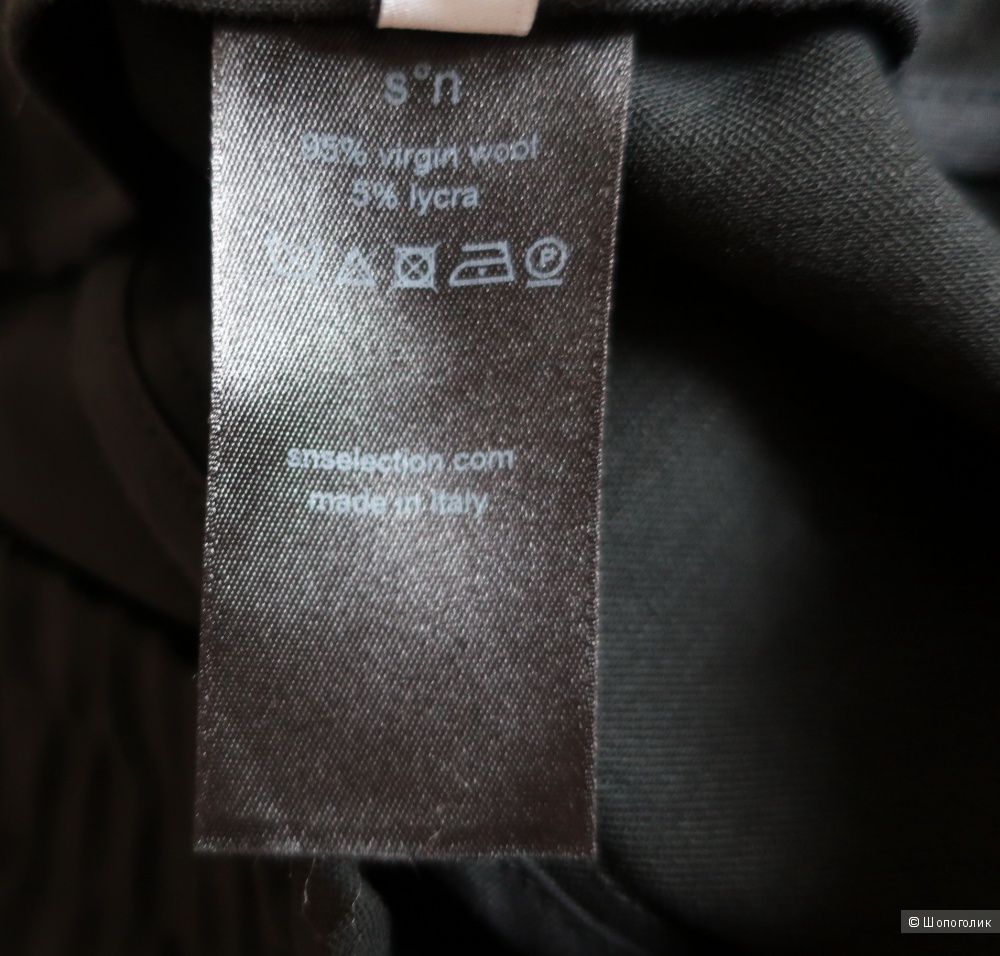 s°n
95% virgin wool
5% lycra
P
snselection.com
made in Italy
© Шопоголик